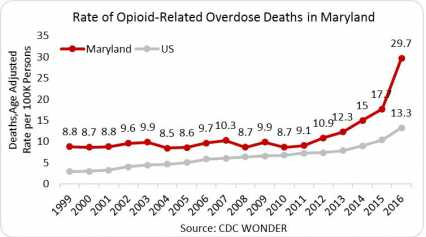 Rate of Opioid-Related Overdose Deaths in Maryland
Maryland US
Deaths,Age Adjusted
Rate per 100K Persons
35
30
25
20
15
10
5
0
8.8 8.7 8.8 9.6 9.9 8.5 8.6 9.7 10.3 8.7 9.9 8.7 9.1 10.9 12.3 15 29.7
13.3
1999 2000 2001 2002 2003 2004 2005 2006 2007 2008 2009 2010 2011 2012 2013 2014 2015 2016
Source: CDC WONDER